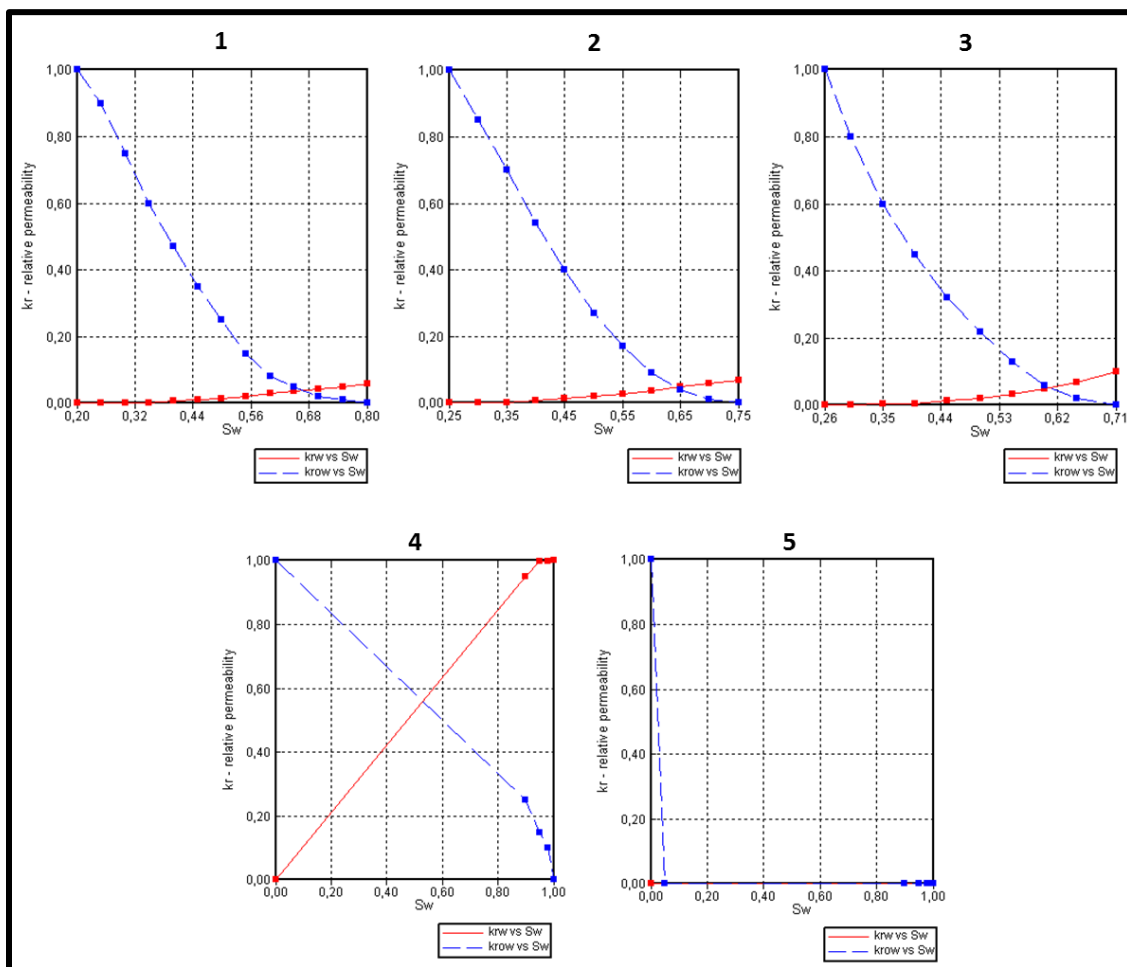 1
2
3
kr - relative permeability
1,00
0,80
0,60
0,40
0,20
0,00
0,20 0,32 0,44 0,56 0,68 0,80
Sw
krw vs Sw
krow vs Sw
kr - relative permeability
1,00
0,80
0,60
0,40
0,20
0,00
0,25 0,35 0,45 0,55 0,65 0,75
Sw
krw vs Sw
krow vs Sw
kr - relative permeability
1,00
0,80
0,60
0,40
0,20
0,00
0,26 0,35 0,44 0,53 0,62 0,71
Sw
krw vs Sw
krow vs Sw
4
5
kr - relative permeability
1,00
0,80
0,60
0,40
0,20
0,00
0,00 0,20 0,40 0,60 0,80 1,00
Sw
krw vs Sw
krow vs Sw
kr - relative permeability
1,00
0,80
0,60
0,40
0,20
0,00
0,00 0,20 0,40 0,60 0,80 1,00
Sw
krw vs Sw
krow vs Sw